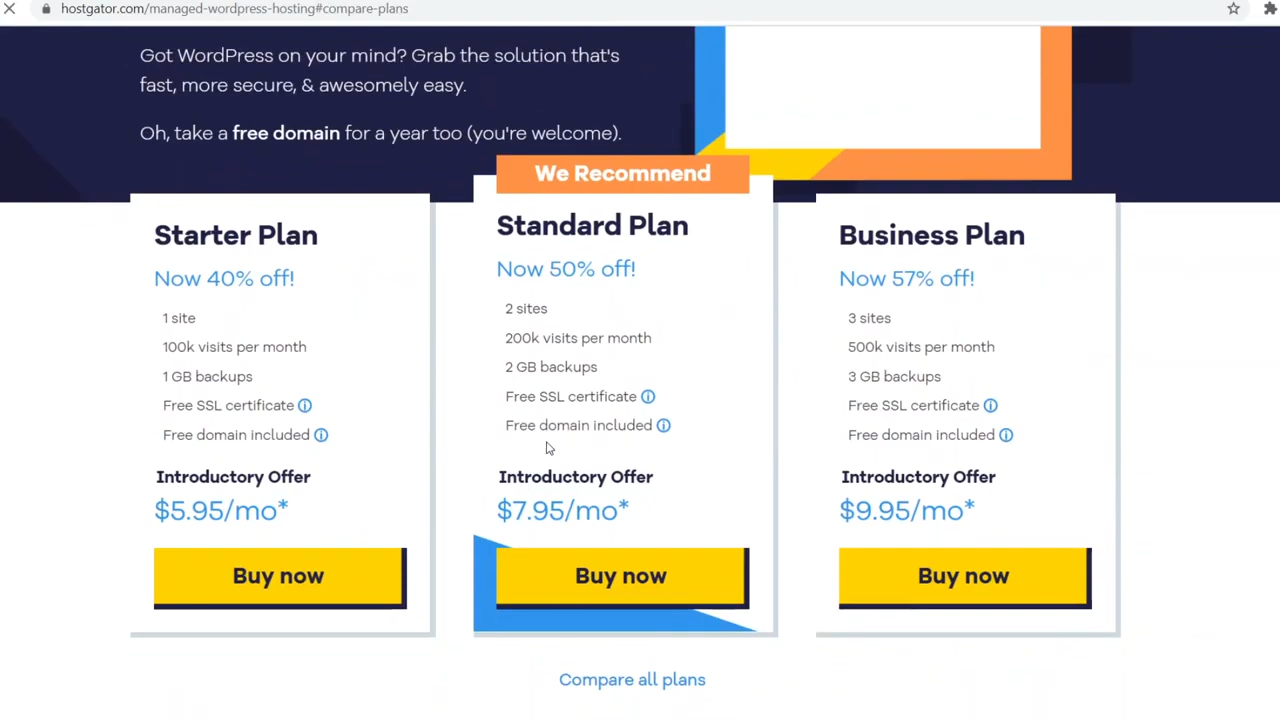 hostgator.com/managed-wordpress-hosting#compare-plans
Got WordPress on your mind? Grab the solution that's
fast, more secure, & awesomely easy.
Oh, take a free domain for a year too (you're welcome).
Starter Plan
Now 40% off!
1 site
100k visits per month
1 GB backups
Free SSL certificate
Free domain included
Introductory Offer
$5.95/mo*
Buy now
We Recommend
Standard Plan
Now 50% off!
2 sites
200k visits per month
2 GB backups
Free SSL certificate
Free domain included
Introductory Offer
$7.95/mo*
Buy now
Business Plan
Now 57% off!
3 sites
500k visits per month
3 GB backups
Free SSL certificate
Free domain included
Introductory Offer
$9.95/mo*
Buy now
Compare all plans